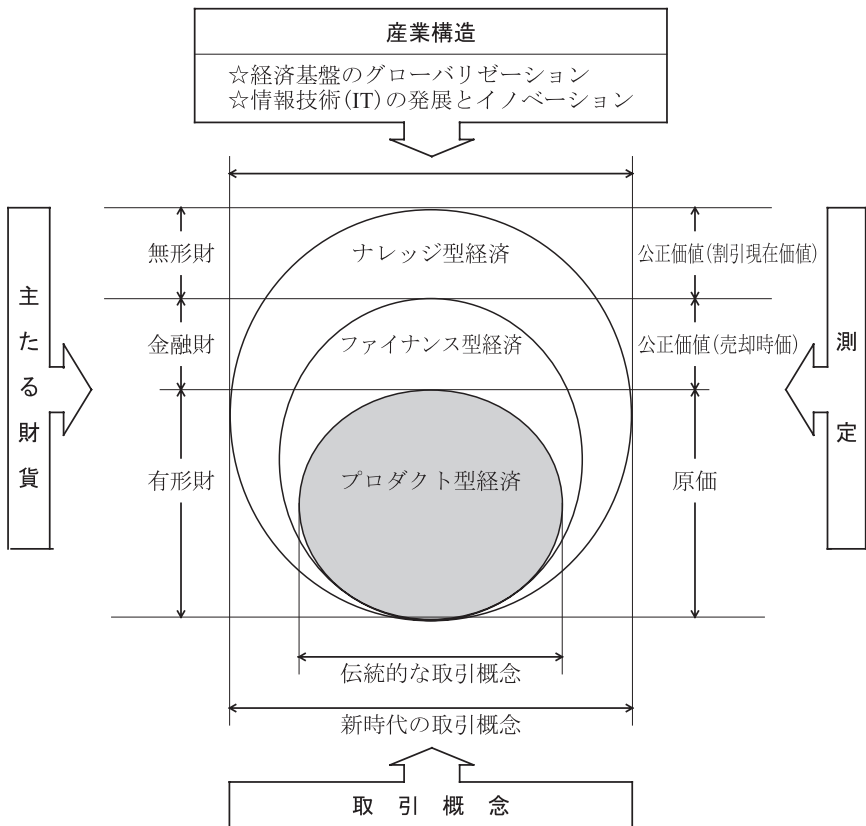 産業構造
☆経済基盤のグローバリゼーション
☆情報技術(IT)の発展とイノベーション
主たる財貨
無形財
ナレッジ型経済
公正価値(割引現在価値)
金融財
ファイナンス型経済
公正価値(売却時価)
測定
有形財
プロダクト型経済
原価
伝統的な取引概念
新時代の取引概念
取引概念